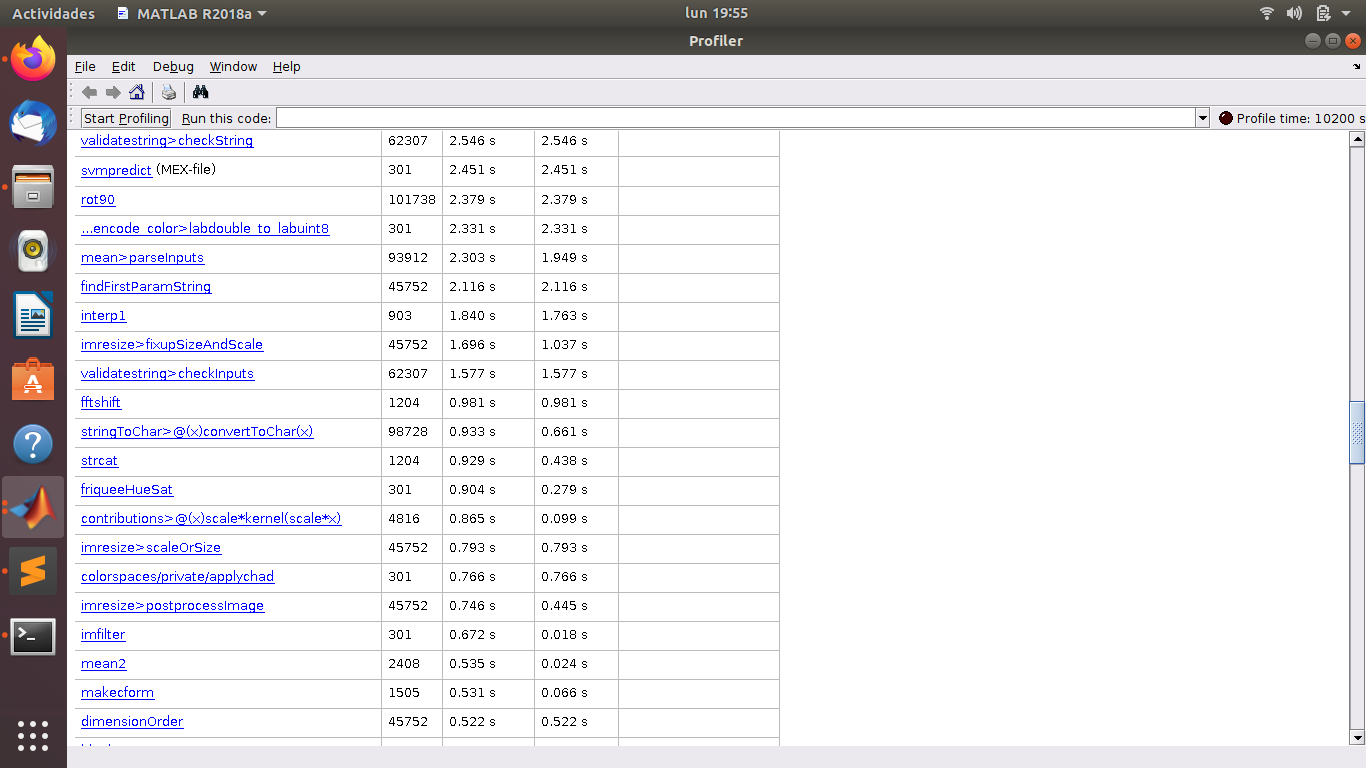 Actividades MATLAB R2018a lun 19:55
Profiler
File Edit Debug Window Help
Start Profiling Run this code: Profile time: 10200 s
validatestring>checkString 62307 2.546 s 2.546 s
svmpredict (MEX-file) 301 2.451 s 2.451 s
rot90 101738 2.379 s 2.379 s
...encode_color>labdouble_to_labuint8 301 2.331 s 2.331 s
mean>parseInputs 93912 2.303 s 1.949 s
findFirstParamString 45752 2.116 s 2.116 s
interp1 903 1.840 s 1.763 s
imresize>fixupSizeAndScale 45752 1.696 s 1.037 s
validatestring>checkInputs 62307 1.577 s 1.577 s
fftshift 1204 0.981 s 0.981 s
stringToChar>@(x)convertToChar(x) 98728 0.933 s 0.661 s
strcat 1204 0.929 s 0.438 s
friqueeHueSat 301 0.904 s 0.279 s
contributions>@(x)scale*kernel(scale*x) 4816 0.865 s 0.099 s
imresize>scaleOrSize 45752 0.793 s 0.793 s
colorspaces/private/applychad 301 0.766 s 0.766 s
imresize>postprocessImage 45752 0.746 s 0.445 s
imfilter 301 0.672 s 0.018 s
mean2 2408 0.535 s 0.024 s
makecform 1505 0.531 s 0.066 s
dimensionOrder 45752 0.522 s 0.522 s